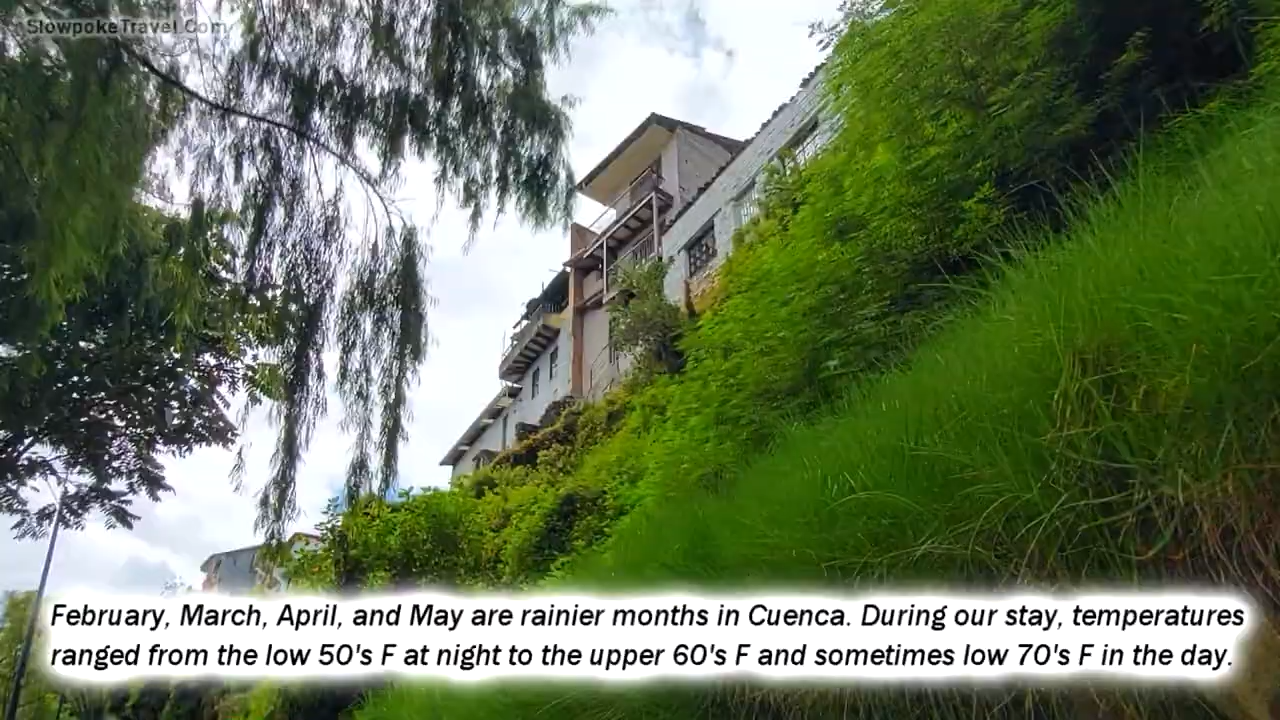 SlowpokeTravel.Com
February, March, April, and May are rainier months in Cuenca. During our stay, temperatures
ranged from the low 50's F at night to the upper 60's F and sometimes low 70's F in the day.